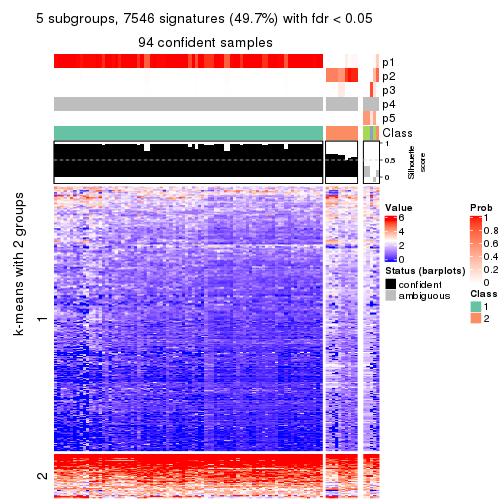 5 subgroups, 7546 signatures (49.7%) with fdr < 0.05
94 confident samples
p1
p2
p3
p4
p5
Class
1
0.5
0
Silhouette
score
k-means with 2 groups
1
2
Value
6
4
2
0
Status (barplots)
confident
ambiguous
Prob
1
0.8
0.6
0.4
0.2
0
Class
1
2